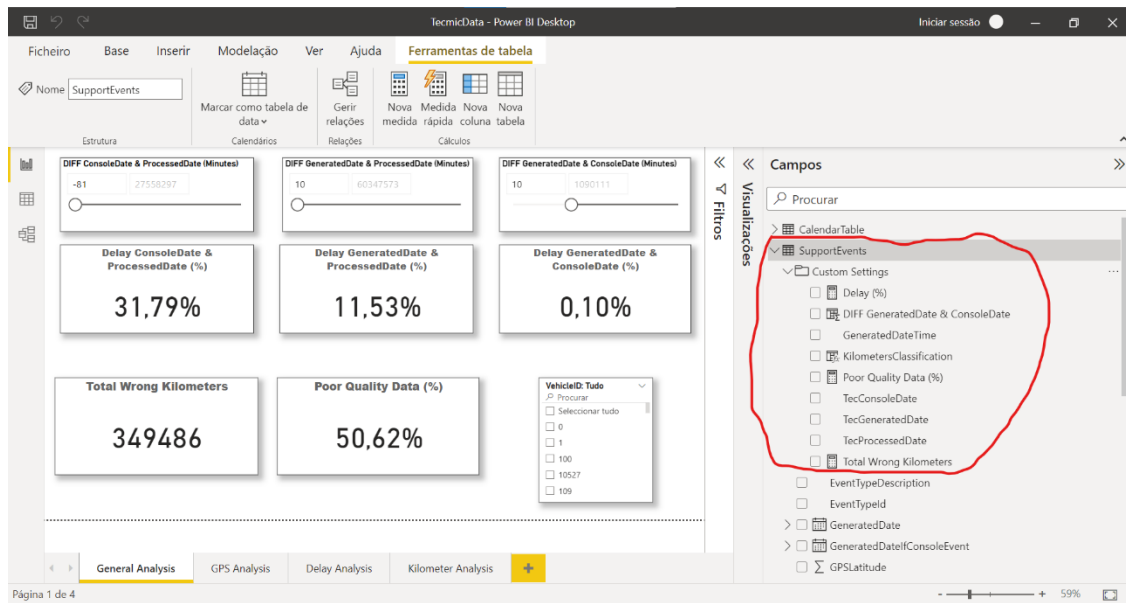 TecmicData - Power BI Desktop
Iniciar sessão
Ficheiro Base Inserir Modelação Ver Ajuda Ferramentas de tabela
Nome SupportEvents
Marcar como tabela de
data
Gerir
relações
Nova
medida
Medida
rápida
Nova
coluna
Nova
tabela
Estrutura Calendários Relações Cálculos
DIFF ConsoleDate & ProcessedDate (Minutes)
-81 27558297
DIFF GeneratedDate & ProcessedDate (Minutes)
10 60347573
DIFF GeneratedDate & ConsoleDate (Minutes)
10 1090111
Delay ConsoleDate &
ProcessedDate (%)
31,79%
Delay GeneratedDate &
ProcessedDate (%)
11,53%
Delay GeneratedDate &
ConsoleDate (%)
0,10%
Total Wrong Kilometers
349486
Poor Quality Data (%)
50,62%
VehicleID: Tudo
Procurar
Seleccionar tudo
0
1
100
10527
109
Filtros
Visualizações
Campos
Procurar
CalendarTable
SupportEvents
Custom Settings
Delay (%)
DIFF GeneratedDate & ConsoleDate
GeneratedDateTime
KilometersClassification
Poor Quality Data (%)
TecConsoleDate
TecGeneratedDate
TecProcessedDate
Total Wrong Kilometers
EventTypeDescription
EventTypeId
GeneratedDate
GeneratedDateIfConsoleEvent
GPSLatitude
General Analysis GPS Analysis Delay Analysis Kilometer Analysis
Página 1 de 4
59%